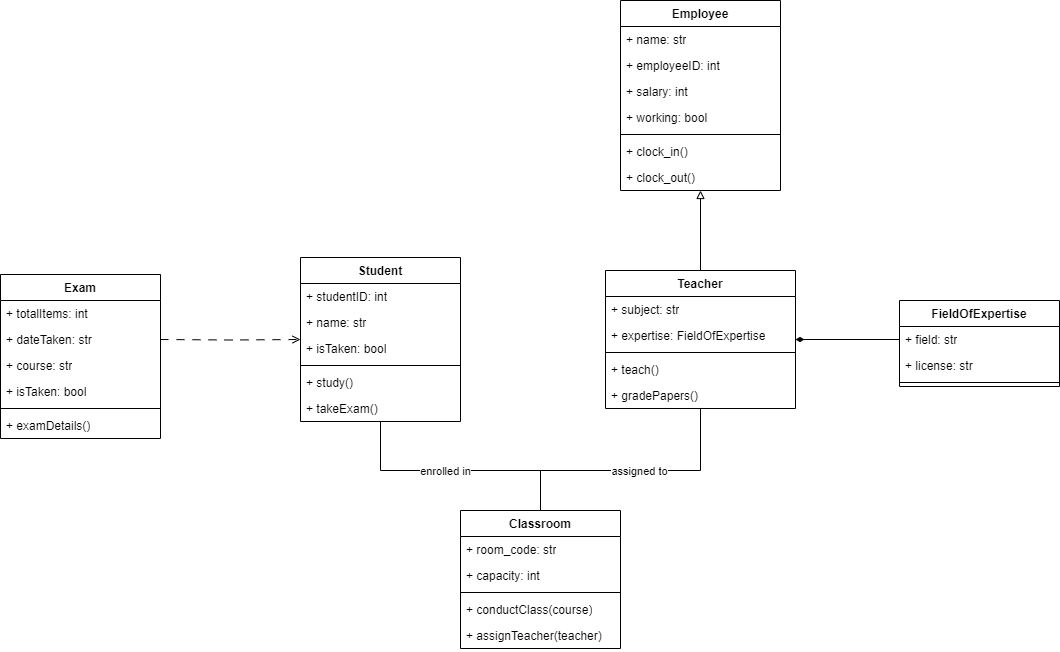 Employee
+ name: str
+ employeeID: int
+ salary: int
+ working: bool
+ clock_in()
+ clock_out()
Exam
+ totalItems: int
+ dateTaken: str
+ course: str
+ isTaken: bool
+ examDetails()
Student
+ studentID: int
+ name: str
+ isTaken: bool
+ study()
+ takeExam()
Teacher
+ subject: str
+ expertise: FieldOfExpertise
+ teach()
+ gradePapers()
FieldOfExpertise
+ field: str
+ license: str
enrolled in
assigned to
Classroom
+ room_code: str
+ capacity: int
+ conductClass(course)
+ assignTeacher(teacher)